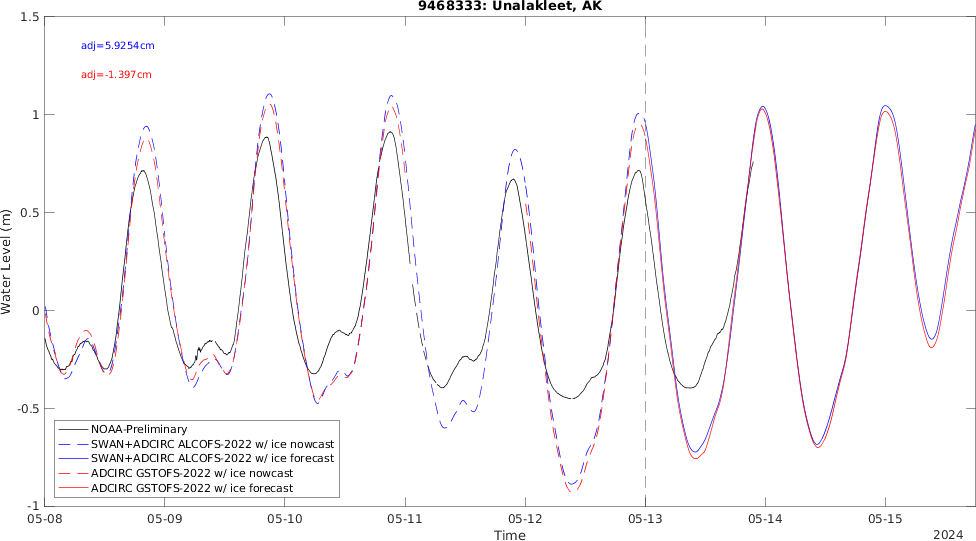 9468333: Unalakleet, AK
1.5
adj=5.9254cm
adj=-1.397cm
1
0.5
0
-0.5
-1
Water Level (m)
NOAA-Preliminary
SWAN+ADCIRC ALCOFS-2022 w/ ice nowcast
SWAN+ADCIRC ALCOFS-2022 w/ ice forecast
ADCIRC GSTOFS-2022 w/ ice nowcast
ADCIRC GSTOFS-2022 w/ ice forecast
05-08 05-09 05-10 05-11 05-12 05-13 05-14 05-15
Time
2024